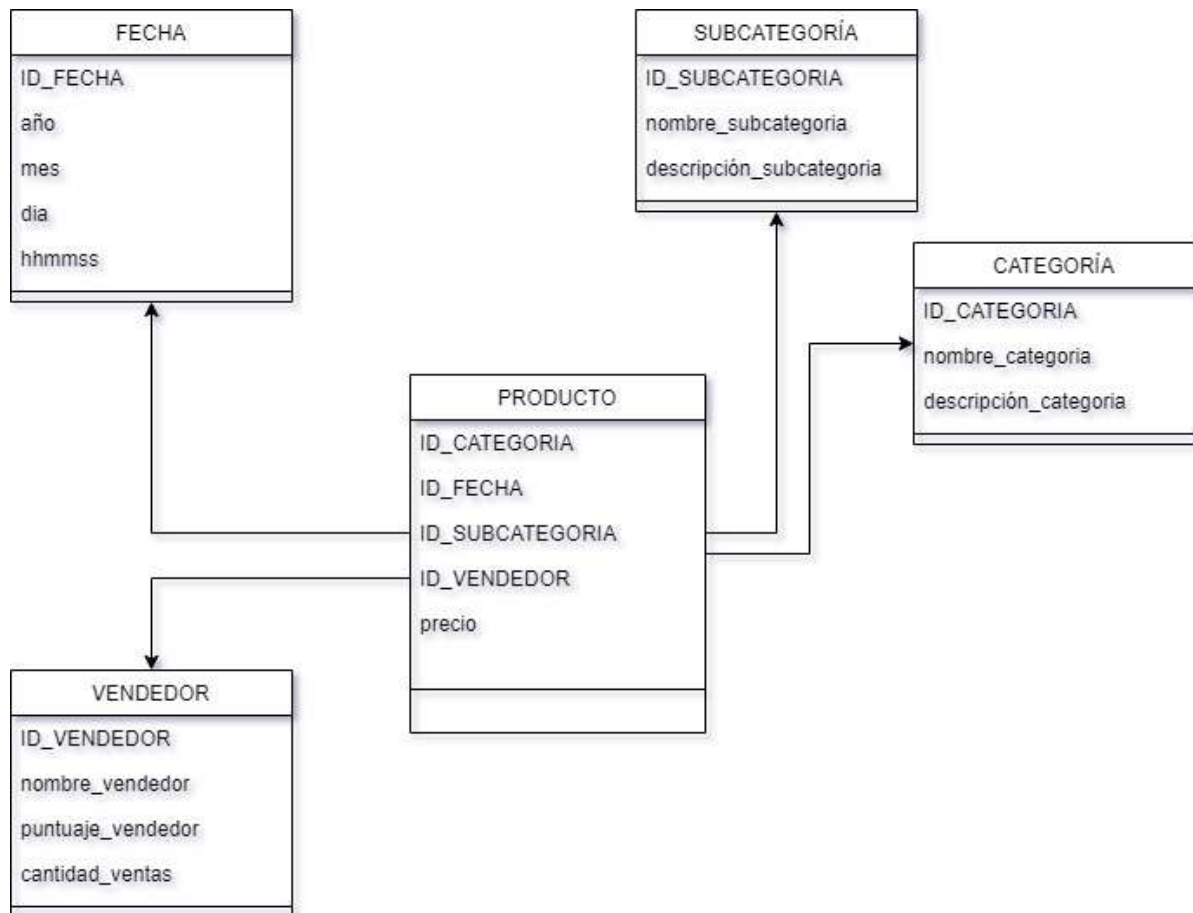 FECHA
ID_FECHA
año
mes
dia
hhmmss
SUBCATEGORÍA
ID_SUBCATEGORIA
nombre_subcategoria
descripción_subcategoria
CATEGORÍA
ID_CATEGORIA
nombre_categoria
descripción_categoria
PRODUCTO
ID_CATEGORIA
ID_FECHA
ID_SUBCATEGORIA
ID_VENDEDOR
precio
VENDEDOR
ID_VENDEDOR
nombre_vendedor
puntuaje_vendedor
cantidad_ventas